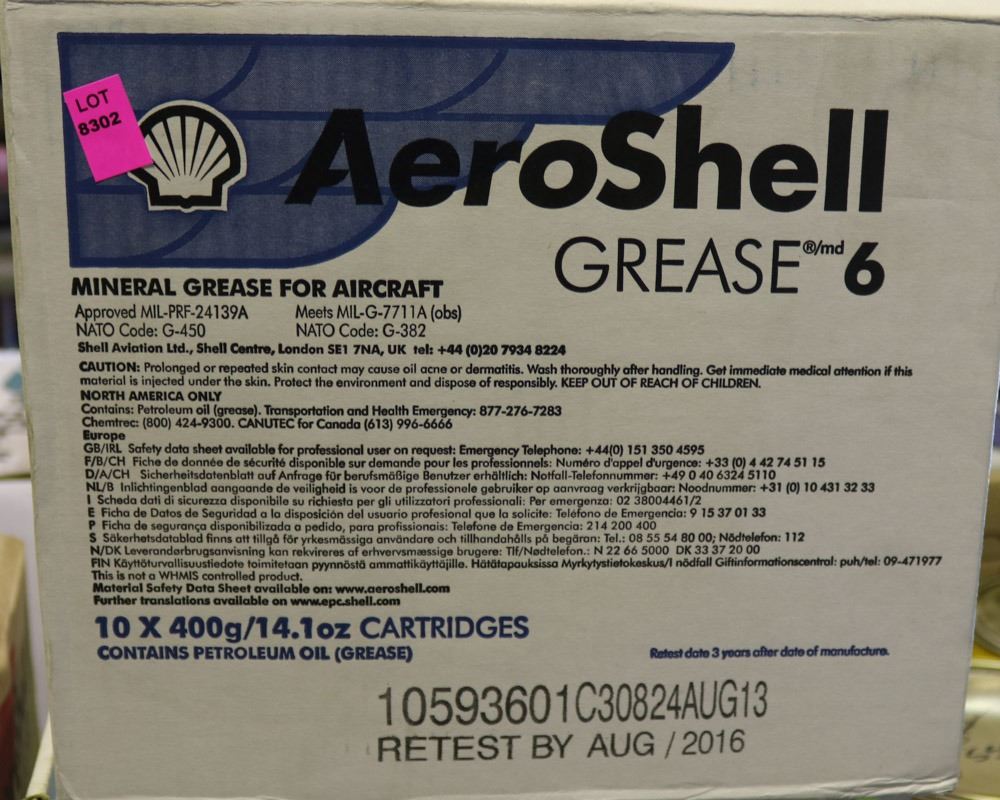 LOT
8302
AeroShell
GREASE®/md 6
MINERAL GREASE FOR AIRCRAFT
Approved MIL-PRF-24139A Meets MIL-G-7711A (obs)
NATO Code: G-450 NATO Code: G-382
Shell Aviation Ltd., Shell Centre, London SE1 7NA, UK tel: +44 (0)20 7934 8224
CAUTION: Prolonged or repeated skin contact may cause oil acne or dermatitis. Wash thoroughly after handling. Get immediate medical attention if this
material is injected under the skin. Protect the environment and dispose of responsibly. KEEP OUT OF REACH OF CHILDREN.
NORTH AMERICA ONLY
Contains: Petroleum oil (grease). Transportation and Health Emergency: 877-276-7283
Chemtrec: (800) 424-9300. CANUTEC for Canada (613) 996-6666
Europe
GB/IRL Safety data sheet available for professional user on request: Emergency Telephone: +44(0) 151 350 4595
F/B/CH Fiche de donnée de sécurité disponible sur demande pour les professionnels: Numéro d'appel d'urgence: +33 (0) 4 42 74 51 15
D/A/CH Sicherheitsdatenblatt auf Anfrage für berufsmäßige Benutzer erhältlich: Notfall-Telefonnummer: +49 0 40 6324 5110
NL/B Inlichtingenblad aangaande de veiligheid is voor de professionele gebruiker op aanvraag verkrijgbaar: Noodnummer: +31 (0) 10 431 32 33
I Scheda dati di sicurezza disponibile su richiesta per gli utilizzatori professionali: Per emergenza: 02 38004461/2
E Ficha de Datos de Seguridad a la disposición del usuario profesional que la solicite: Teléfono de Emergencia: 9 15 37 01 33
P Ficha de segurança disponibilizada a pedido, para profissionais: Telefone de Emergencia: 214 200 400
S Säkerhetsdatablad finns att tillgå för yrkesmässiga användare och tillhandahålls på begäran: Tel.: 08 55 54 80 00; Nödtelefon: 112
N/DK Leverandørbrugsanvisning kan rekvireres af erhvervsmæssige brugere: Tlf/Nødtelefon.: N 22 66 5000 DK 33 37 20 00
FIN Käyttöturvallisuustiedote toimitetaan pyynnöstä ammattikäyttäjille. Hätätapauksissa Myrkytystietokeskus/I nödfall Giftinformationscentral: puh/tel: 09-471977
This is not a WHMIS controlled product.
Material Safety Data Sheet available on: www.aeroshell.com
Further translations available on www.epc.shell.com
10 X 400g/14.1oz CARTRIDGES
CONTAINS PETROLEUM OIL (GREASE)
Retest date 3 years after date of manufacture.
10593601C30824AUG13
RETEST BY AUG / 2016